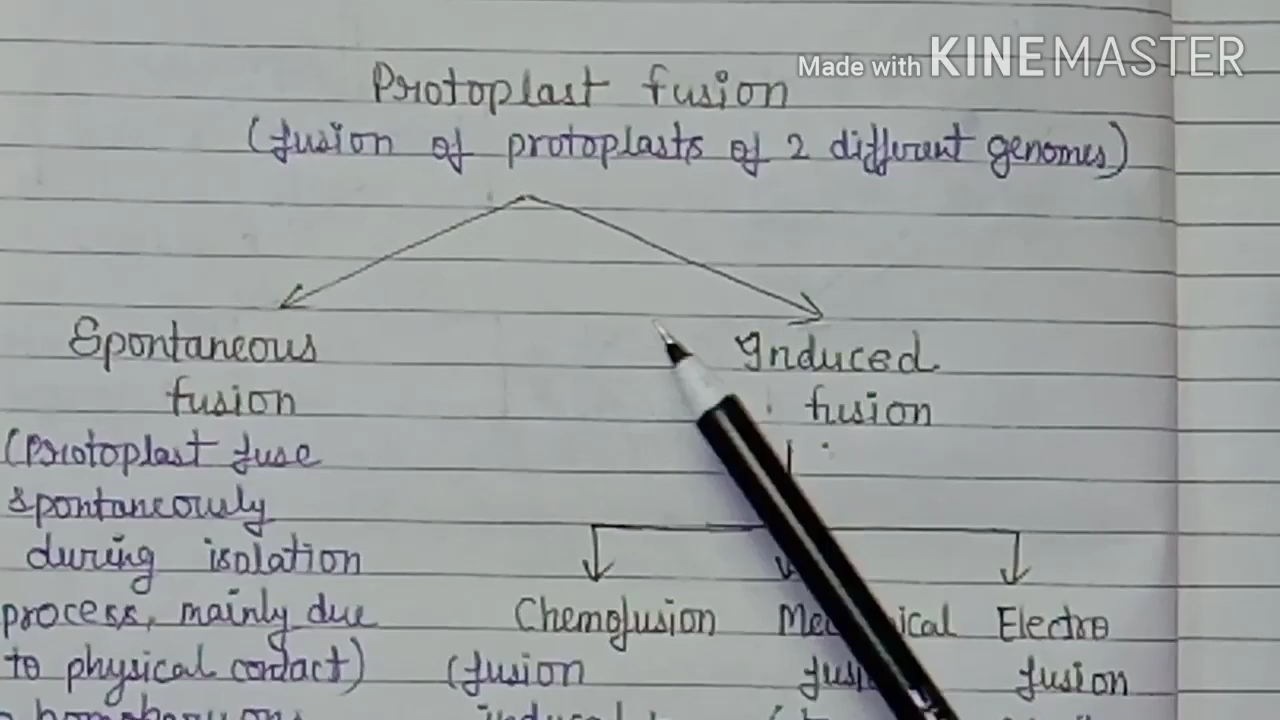 Made with KINEMASTER
Protoplast fusion
(fusion of protoplasts of 2 different genomes)
Spontaneous
fusion
(Protoplast fuse
spontaneously
during isolation
process, mainly due
to physical contact)
Induced
fusion
Chemofusion
(fusion
Electro
fusion